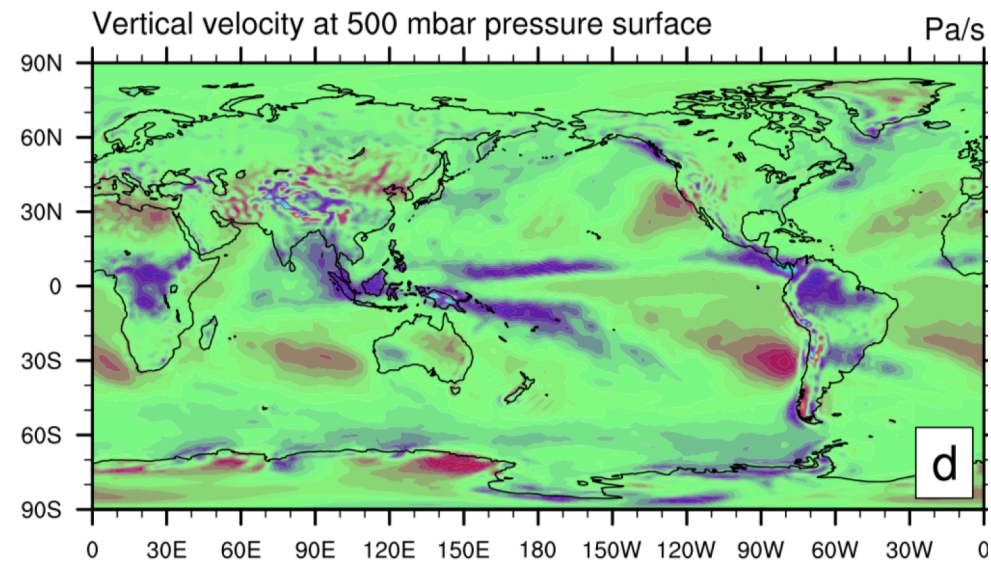 Vertical velocity at 500 mbar pressure surface Pa/s
90N
60N
30N
0
30S
60S
90S
d
0 30E 60E 90E 120E 150E 180 150W 120W 90W 60W 30W 0